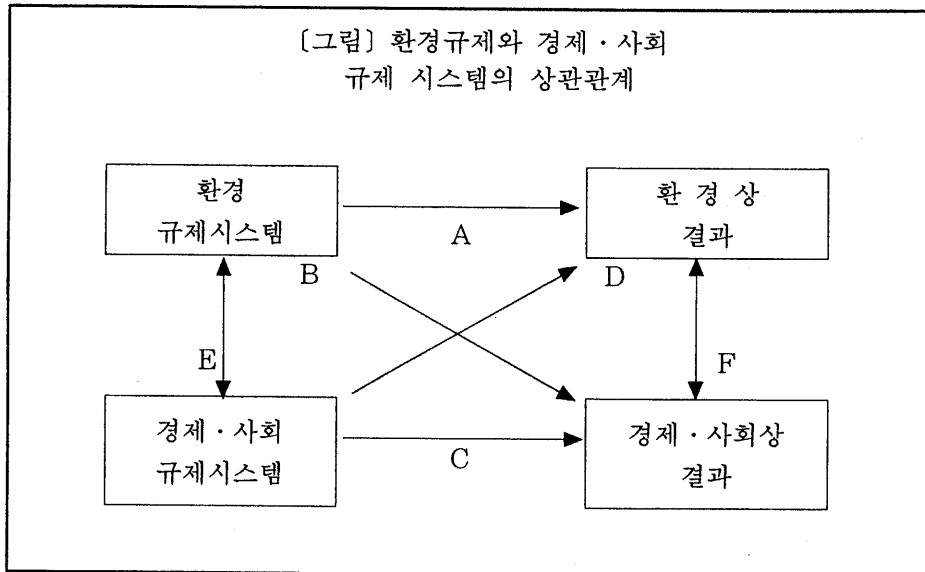 〔그림〕 환경규제와 경제 · 사회
규제 시스템의 상관관계
환경
규제시스템
환 경 상
결과
A
B
D
E
F
경제 · 사회
규제시스템
C
경제 · 사회상
결과